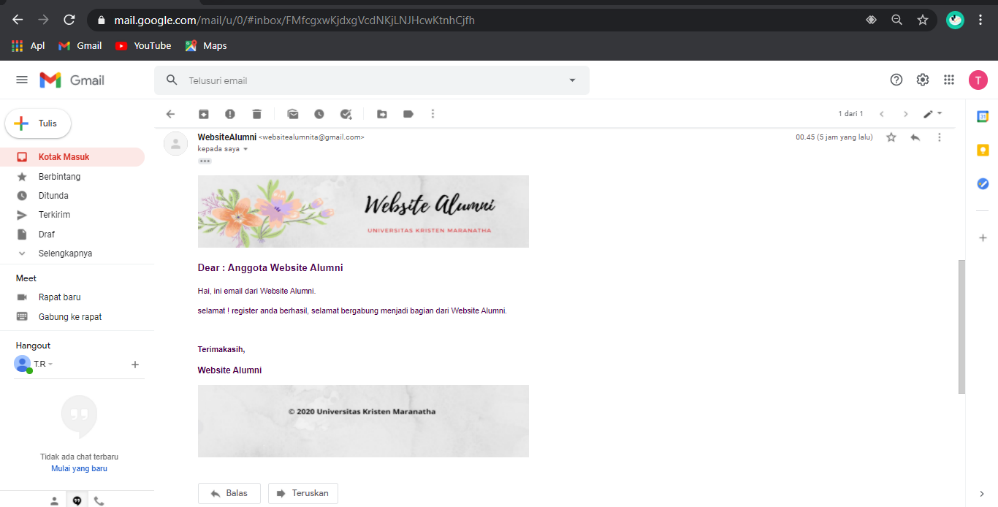 mail.google.com/mail/u/0/#inbox/FMfcgxwKjdxgVcdNKjLNJHcwKtnhCjfh
Apl Gmail YouTube Maps
Gmail
Telusuri email
T
Tulis
Kotak Masuk
Berbintang
Ditunda
Terkirim
Draf
Selengkapnya
Meet
Rapat baru
Gabung ke rapat
Hangout
T.R
Tidak ada chat terbaru
Mulai yang baru
1 dari 1
WebsiteAlumni <websitealumnita@gmail.com>
00.45 (5 jam yang lalu)
kepada saya
Website Alumni
UNIVERSITAS KRISTEN MARANATHA
Dear : Anggota Website Alumni
Hai, ini email dari Website Alumni.
selamat ! register anda berhasil, selamat bergabung menjadi bagian dari Website Alumni.
Terimakasih,
Website Alumni
© 2020 Universitas Kristen Maranatha
Balas
Teruskan